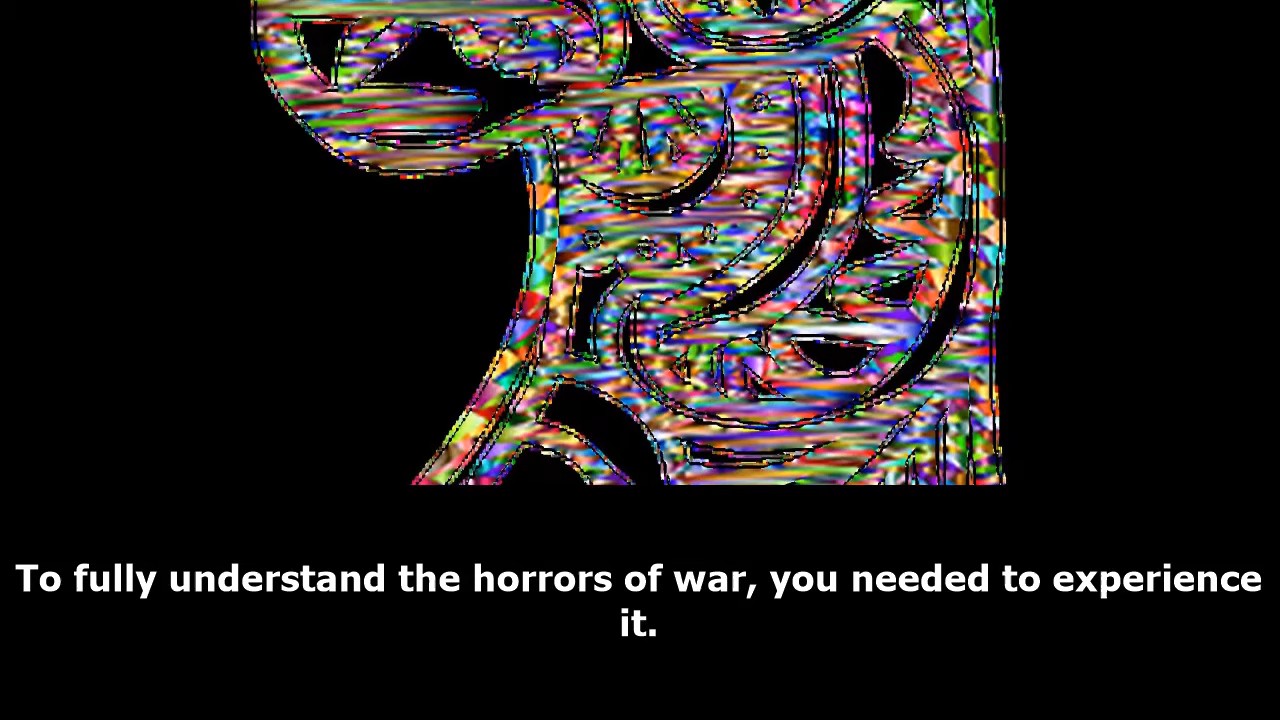 To fully understand the horrors of war, you needed to experience
it.